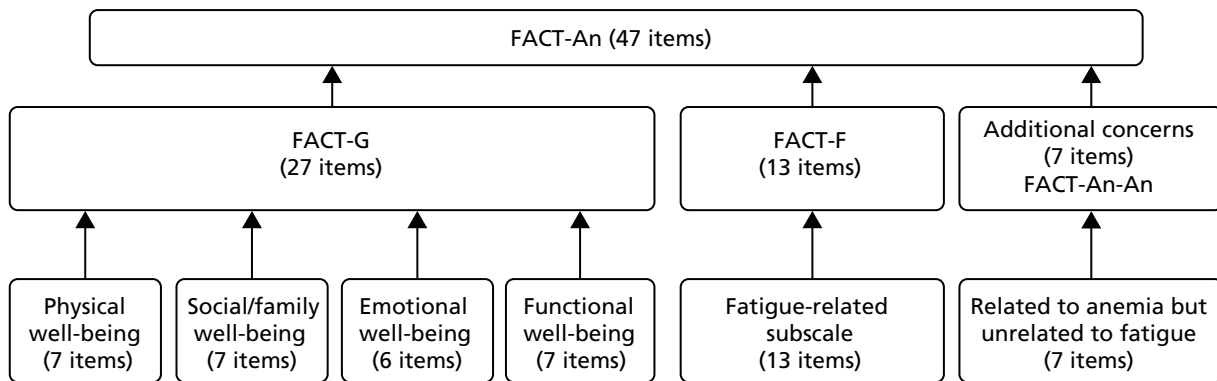 FACT-An (47 items)
FACT-G
(27 items)
FACT-F
(13 items)
Additional concerns
(7 items)
FACT-An-An
Physical
well-being
(7 items)
Social/family
well-being
(7 items)
Emotional
well-being
(6 items)
Functional
well-being
(7 items)
Fatigue-related
subscale
(13 items)
Related to anemia but
unrelated to fatigue
(7 items)